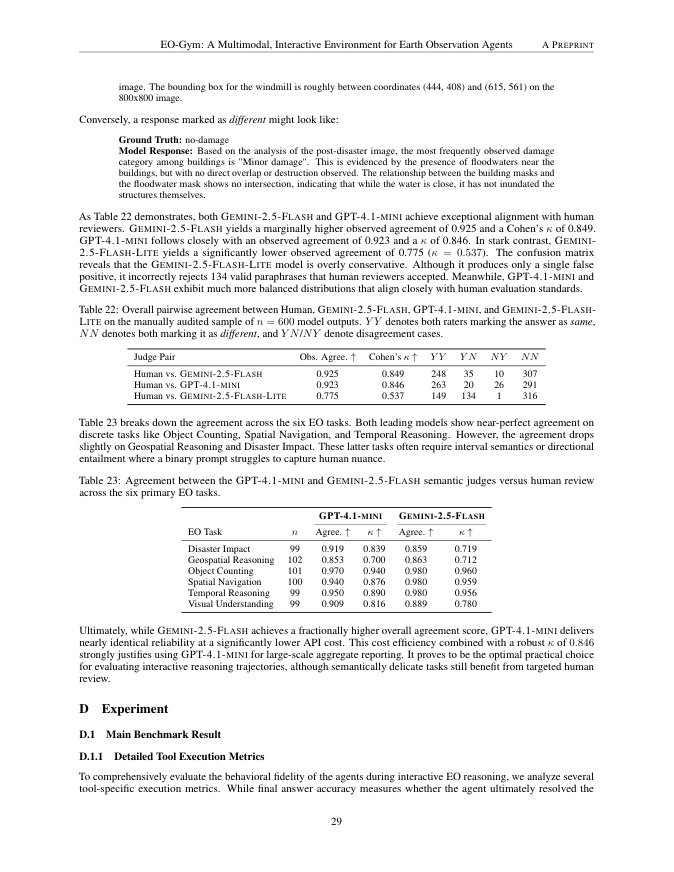 EO-Gym: A Multimodal, Interactive Environment for Earth Observation Agents A PREPRINT
image. The bounding box for the windmill is roughly between coordinates (444, 408) and (615, 561) on the
800x800 image.
Conversely, a response marked as different might look like:
Ground Truth: no-damage
Model Response: Based on the analysis of the post-disaster image, the most frequently observed damage
category among buildings is "Minor damage". This is evidenced by the presence of floodwaters near the
buildings, but with no direct overlap or destruction observed. The relationship between the building masks and
the floodwater mask shows no intersection, indicating that while the water is close, it has not inundated the
structures themselves.
As Table 22 demonstrates, both GEMINI-2.5-FLASH and GPT-4.1-MINI achieve exceptional alignment with human
reviewers. GEMINI-2.5-FLASH yields a marginally higher observed agreement of 0.925 and a Cohen's κ of 0.849.
GPT-4.1-MINI follows closely with an observed agreement of 0.923 and a κ of 0.846. In stark contrast, GEMINI-
2.5-FLASH-LITE yields a significantly lower observed agreement of 0.775 (κ = 0.537). The confusion matrix
reveals that the GEMINI-2.5-FLASH-LITE model is overly conservative. Although it produces only a single false
positive, it incorrectly rejects 134 valid paraphrases that human reviewers accepted. Meanwhile, GPT-4.1-MINI and
GEMINI-2.5-FLASH exhibit much more balanced distributions that align closely with human evaluation standards.
Table 22: Overall pairwise agreement between Human, GEMINI-2.5-FLASH, GPT-4.1-MINI, and GEMINI-2.5-FLASH-
LITE on the manually audited sample of n = 600 model outputs. YY denotes both raters marking the answer as same,
NN denotes both marking it as different, and YN/NY denote disagreement cases.
Judge Pair Obs. Agree. ↑ Cohen's κ ↑ YY YN NY NN
Human vs. GEMINI-2.5-FLASH 0.925 0.849 248 35 10 307
Human vs. GPT-4.1-MINI 0.923 0.846 263 20 26 291
Human vs. GEMINI-2.5-FLASH-LITE 0.775 0.537 149 134 1 316
Table 23 breaks down the agreement across the six EO tasks. Both leading models show near-perfect agreement on
discrete tasks like Object Counting, Spatial Navigation, and Temporal Reasoning. However, the agreement drops
slightly on Geospatial Reasoning and Disaster Impact. These latter tasks often require interval semantics or directional
entailment where a binary prompt struggles to capture human nuance.
Table 23: Agreement between the GPT-4.1-MINI and GEMINI-2.5-FLASH semantic judges versus human review
across the six primary EO tasks.
GPT-4.1-MINI GEMINI-2.5-FLASH
EO Task n Agree. ↑ κ ↑ Agree. ↑ κ ↑
Disaster Impact 99 0.919 0.839 0.859 0.719
Geospatial Reasoning 102 0.853 0.700 0.863 0.712
Object Counting 101 0.970 0.940 0.980 0.960
Spatial Navigation 100 0.940 0.876 0.980 0.959
Temporal Reasoning 99 0.950 0.890 0.980 0.956
Visual Understanding 99 0.909 0.816 0.889 0.780
Ultimately, while GEMINI-2.5-FLASH achieves a fractionally higher overall agreement score, GPT-4.1-MINI delivers
nearly identical reliability at a significantly lower API cost. This cost efficiency combined with a robust κ of 0.846
strongly justifies using GPT-4.1-MINI for large-scale aggregate reporting. It proves to be the optimal practical choice
for evaluating interactive reasoning trajectories, although semantically delicate tasks still benefit from targeted human
review.
D Experiment
D.1 Main Benchmark Result
D.1.1 Detailed Tool Execution Metrics
To comprehensively evaluate the behavioral fidelity of the agents during interactive EO reasoning, we analyze several
tool-specific execution metrics. While final answer accuracy measures whether the agent ultimately resolved the
29